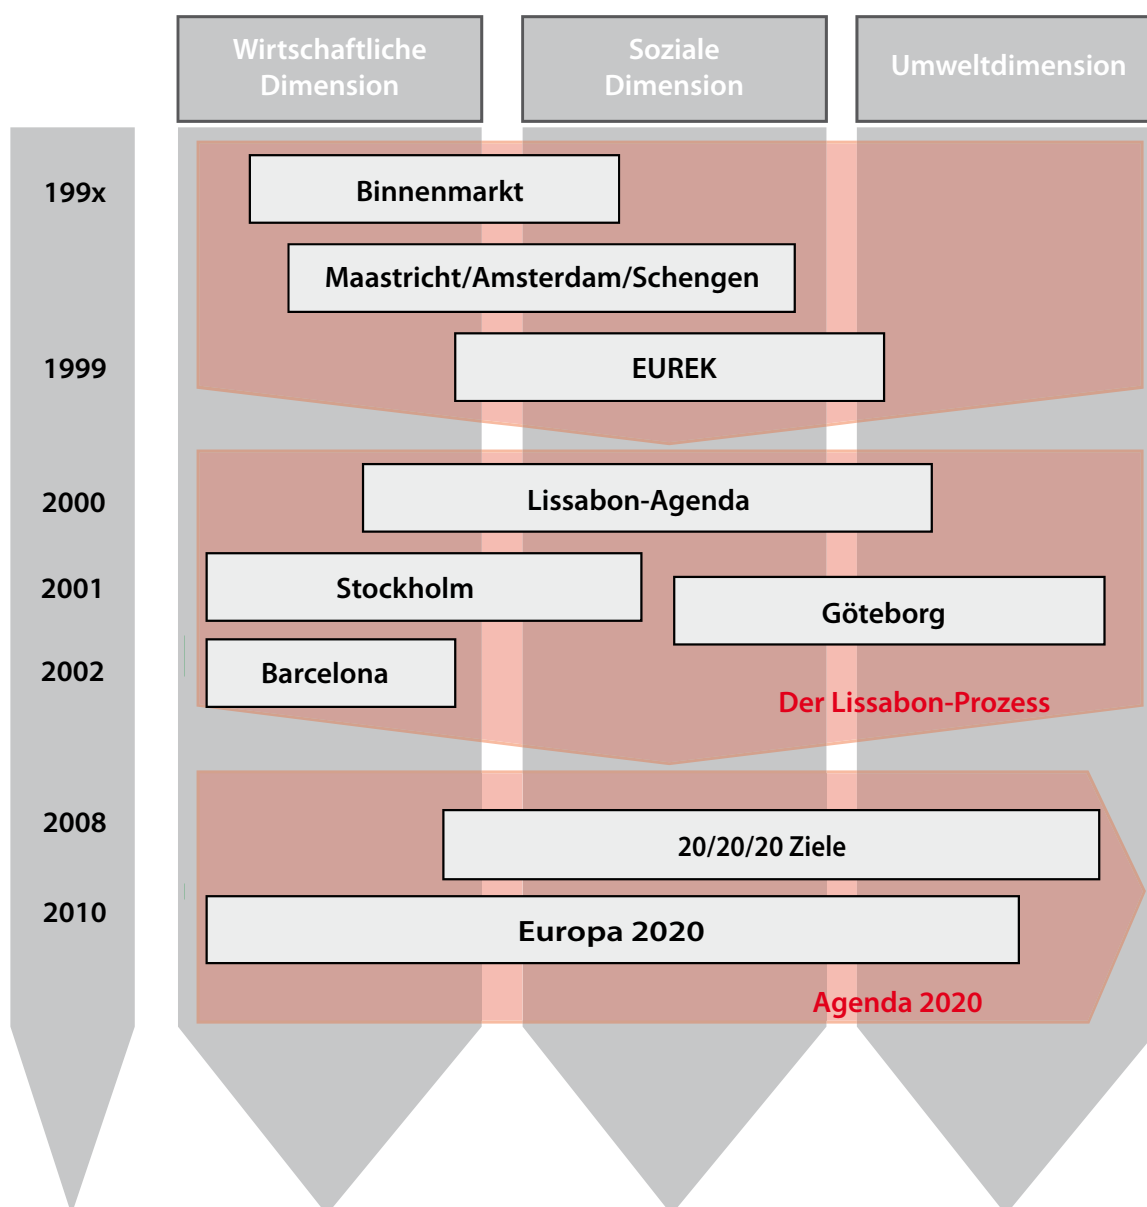 Wirtschaftliche
Dimension
Soziale
Dimension
Umweltdimension
199x
Binnenmarkt
Maastricht/Amsterdam/Schengen
1999
EUREK
2000
Lissabon-Agenda
2001
Stockholm
Göteborg
2002
Barcelona
Der Lissabon-Prozess
2008
20/20/20 Ziele
2010
Europa 2020
Agenda 2020